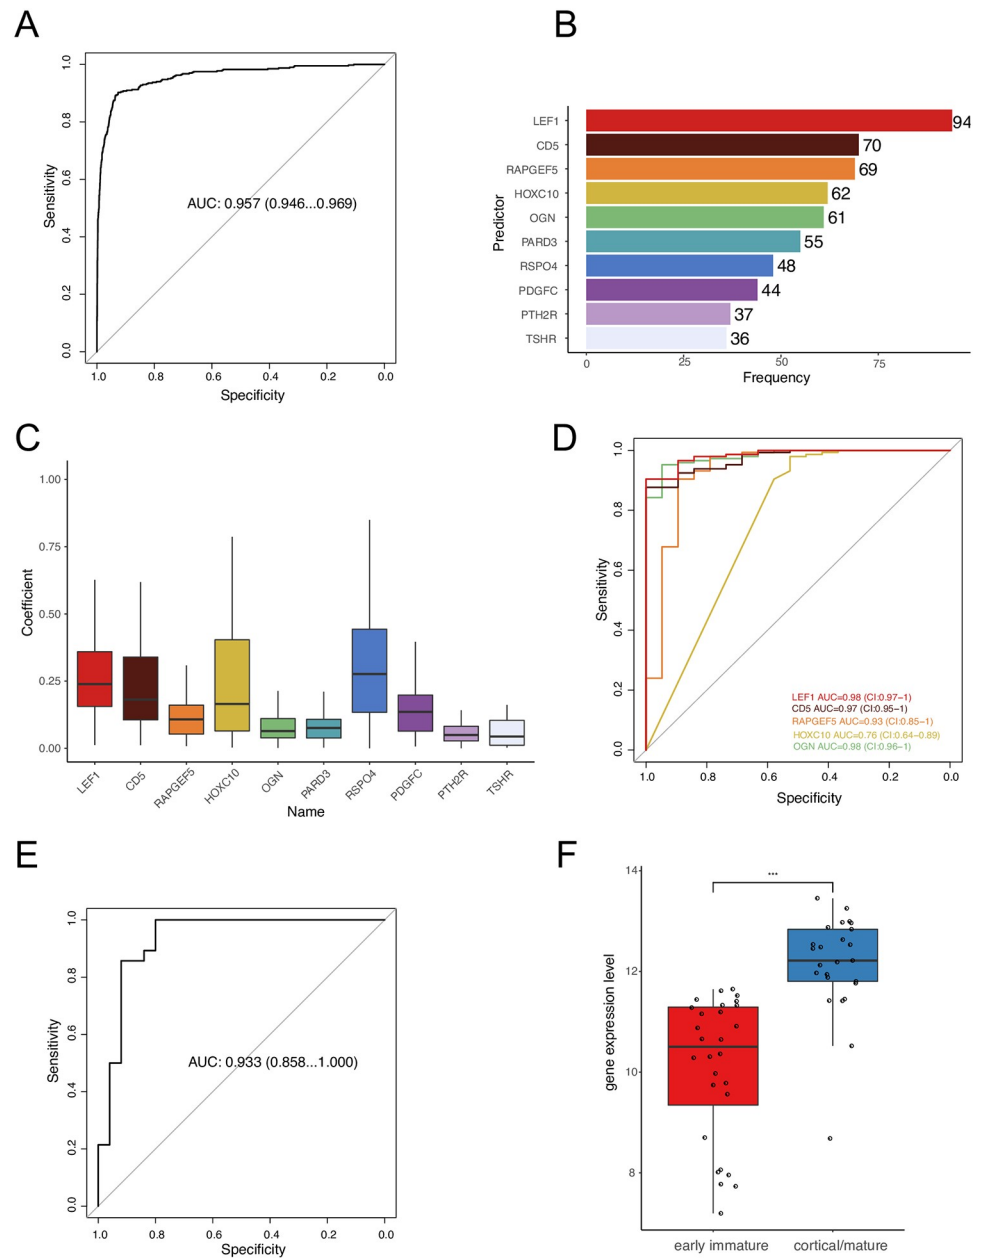 A
1.0
0.8
0.6
0.4
0.2
0.0
Sensitivity
AUC: 0.957 (0.946...0.969)
1.0 0.8 0.6 0.4 0.2 0.0
Specificity
B
Predictor
LEF1 94
CD5 70
RAPGEF5 69
HOXC10 62
OGN 61
PARD3 55
RSPO4 48
PDGFC 44
PTH2R 37
TSHR 36
0 25 50 75
Frequency
C
1.00
0.75
0.50
0.25
0.00
Coefficient
LEF1 CD5 RAPGEF5 HOXC10 OGN PARD3 RSPO4 PDGFC PTH2R TSHR
Name
D
1.0
0.8
0.6
0.4
0.2
0.0
Sensitivity
LEF1 AUC=0.98 (CI:0.97−1)
CD5 AUC=0.97 (CI:0.95−1)
RAPGEF5 AUC=0.93 (CI:0.85−1)
HOXC10 AUC=0.76 (CI:0.64−0.89)
OGN AUC=0.98 (CI:0.96−1)
1.0 0.8 0.6 0.4 0.2 0.0
Specificity
E
1.0
0.8
0.6
0.4
0.2
0.0
Sensitivity
AUC: 0.933 (0.858...1.000)
1.0 0.8 0.6 0.4 0.2 0.0
Specificity
F
14
12
10
8
gene expression level
***
early immature cortical/mature